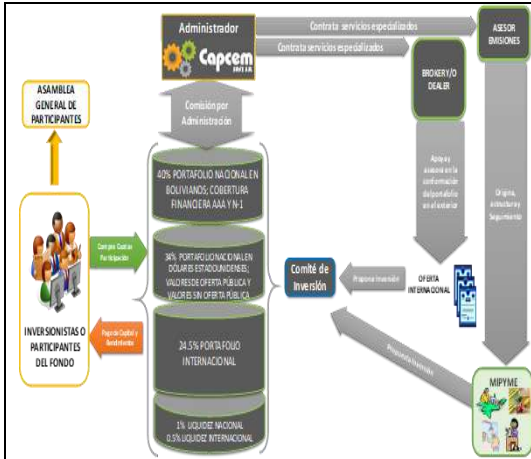 Administrador
Capcem
SAFI S.A.
Contrata servicios especializados
Contrata servicios especializados
ASESOR
EMISIONES
BROKER Y/O
DEALER
ASAMBLEA
GENERAL DE
PARTICIPANTES
Comisión por
Administración
40% PORTAFOLIO NACIONAL EN
BOLIVIANOS; COBERTURA
FINANCIERA AAA Y N-1
Apoya y
asesora en la
conformación
del portafolio
en el exterior
Origina,
estructura y
Seguimiento
Compra Cuotas
Participación
34% PORTAFOLIO NACIONAL EN
DÓLARES ESTADOUNIDENSES;
VALORES DE OFERTA PÚBLICA Y
VALORES SIN OFERTA PÚBLICA
Comité de
Inversión
Propone Inversión
OFERTA
INTERNACIONAL
INVERSIONISTAS O
PARTICIPANTES
DEL FONDO
Pago de Capital y
Rendimiento
24.5% PORTAFOLIO
INTERNACIONAL
Propuesta Inversión
MIPYME
1% LIQUIDEZ NACIONAL
0.5% LIQUIDEZ INTERNACIONAL